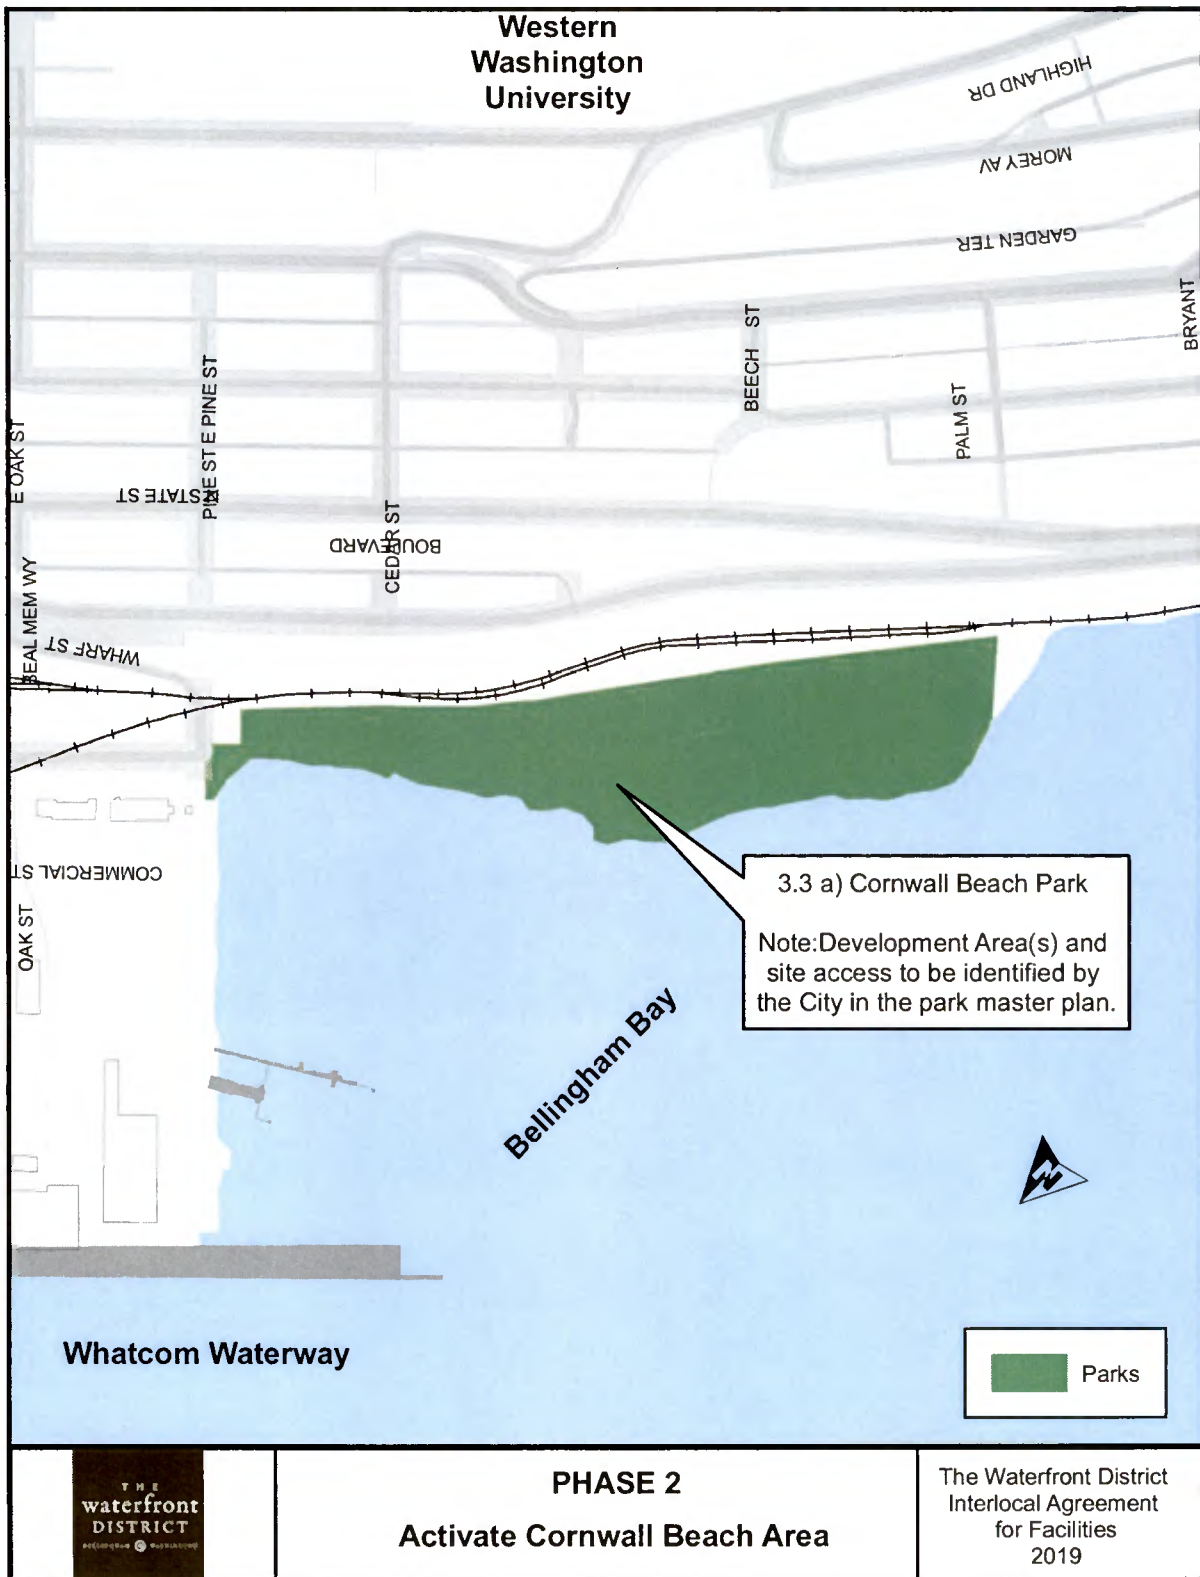 Western
Washington
University
HIGHLAND DR
MOREY AV
GARDEN TER
BRYANT
BEECH ST
PALM ST
PINE ST E PINE ST
E OAK ST
N STATE ST
CEDAR ST
BOULEVARD
BEAL MEM WY
WHARF ST
COMMERCIAL ST
OAK ST
3.3 a) Cornwall Beach Park
Note:Development Area(s) and
site access to be identified by
the City in the park master plan.
Bellingham Bay
N
Whatcom Waterway
Parks
THE
waterfront
DISTRICT
PHASE 2
Activate Cornwall Beach Area
The Waterfront District
Interlocal Agreement
for Facilities
2019